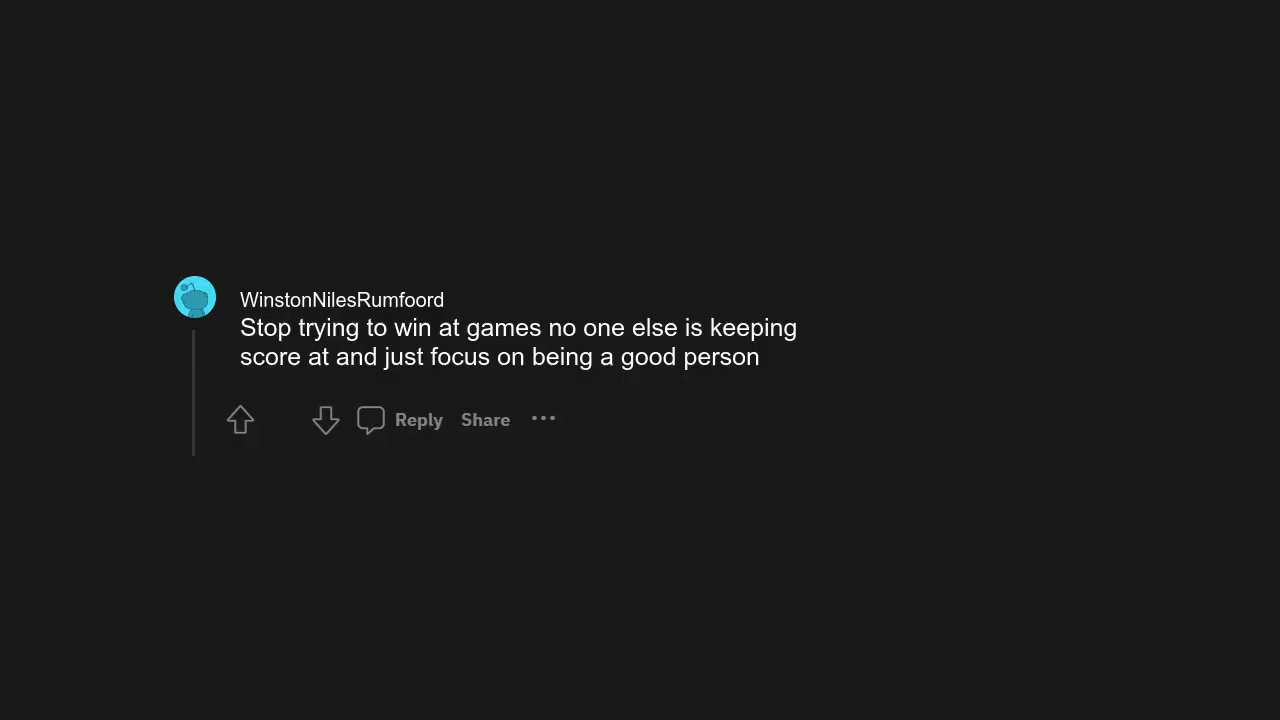 WinstonNilesRumfoord
Stop trying to win at games no one else is keeping
score at and just focus on being a good person
Reply Share